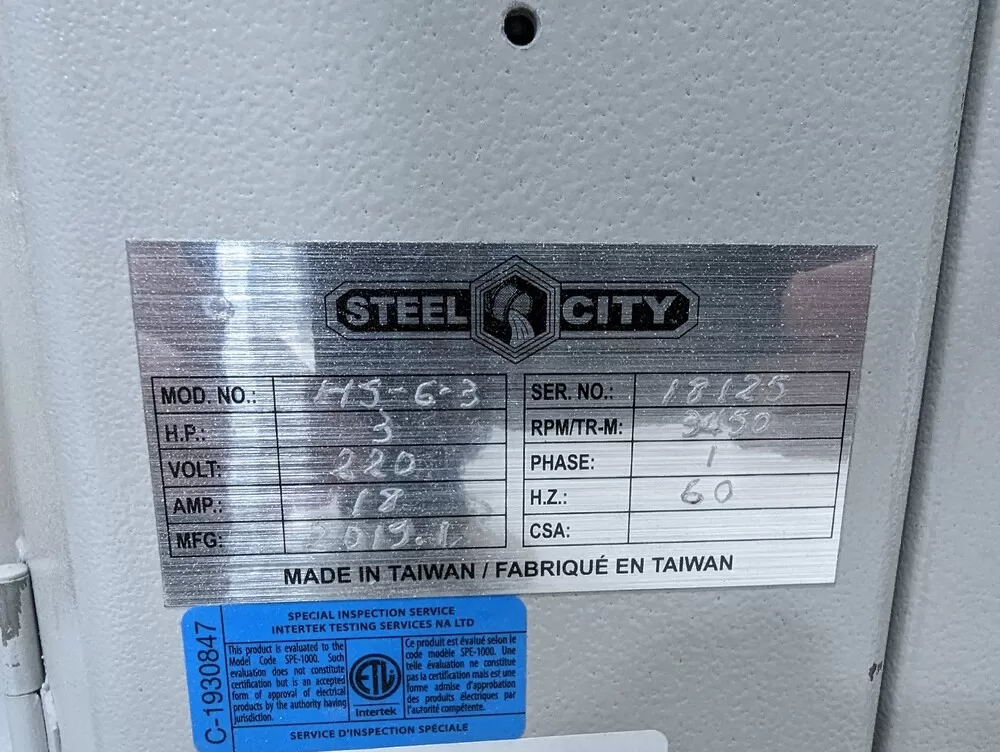 STEEL CITY
MOD. NO.: HS-6-3
H.P.: 3
VOLT: 220
AMP.: 18
MFG: 2019.1
SER. NO.: 18125
RPM/TR-M: 3450
PHASE: 1
H.Z.: 60
CSA:
MADE IN TAIWAN / FABRIQUÉ EN TAIWAN
C-1930847
SPECIAL INSPECTION SERVICE
INTERTEK TESTING SERVICES NA LTD
This product is evaluated to the
Model Code SPE-1000. Such
evaluation does not constitute
certification but is an accepted
form of approval of electrical
products by the authority having
jurisdiction.
ETL
Intertek
Ce produit est évalué selon le
code modèle SPE-1000. Une
telle évaluation ne constitue
pas la certification mais est une
forme admise d'approbation
des produits électriques par
l'autorité compétente.
SERVICE D'INSPECTION SPÉCIALE